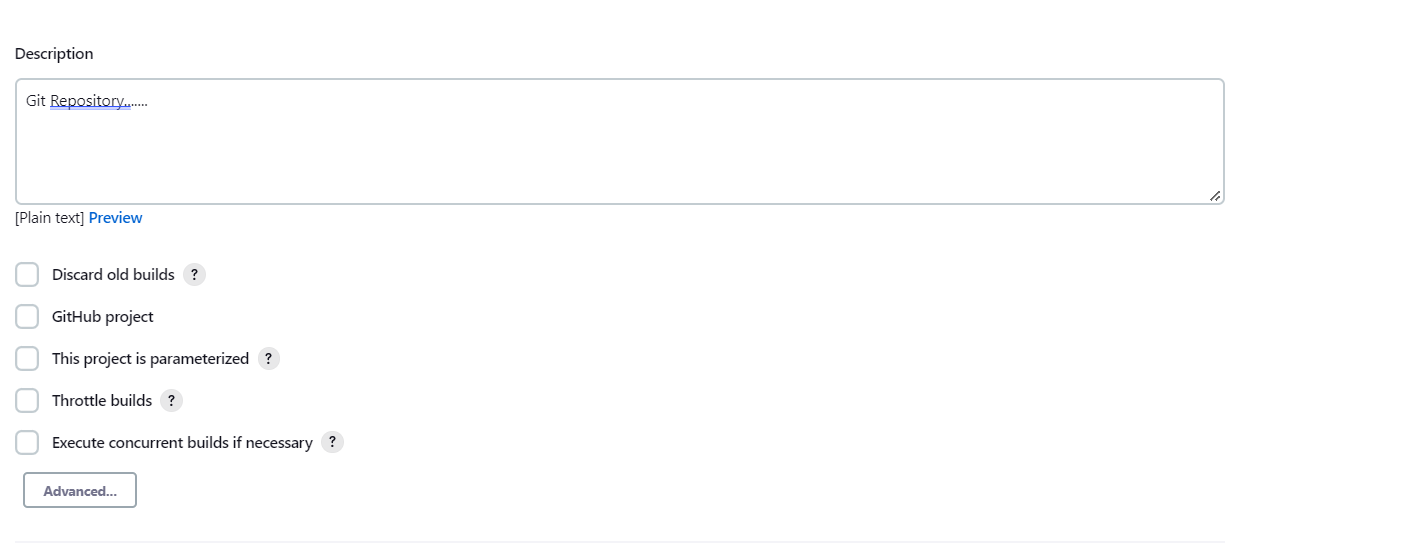 Description
Git Repository.......
[Plain text] Preview
Discard old builds ?
GitHub project
This project is parameterized ?
Throttle builds ?
Execute concurrent builds if necessary ?
Advanced...